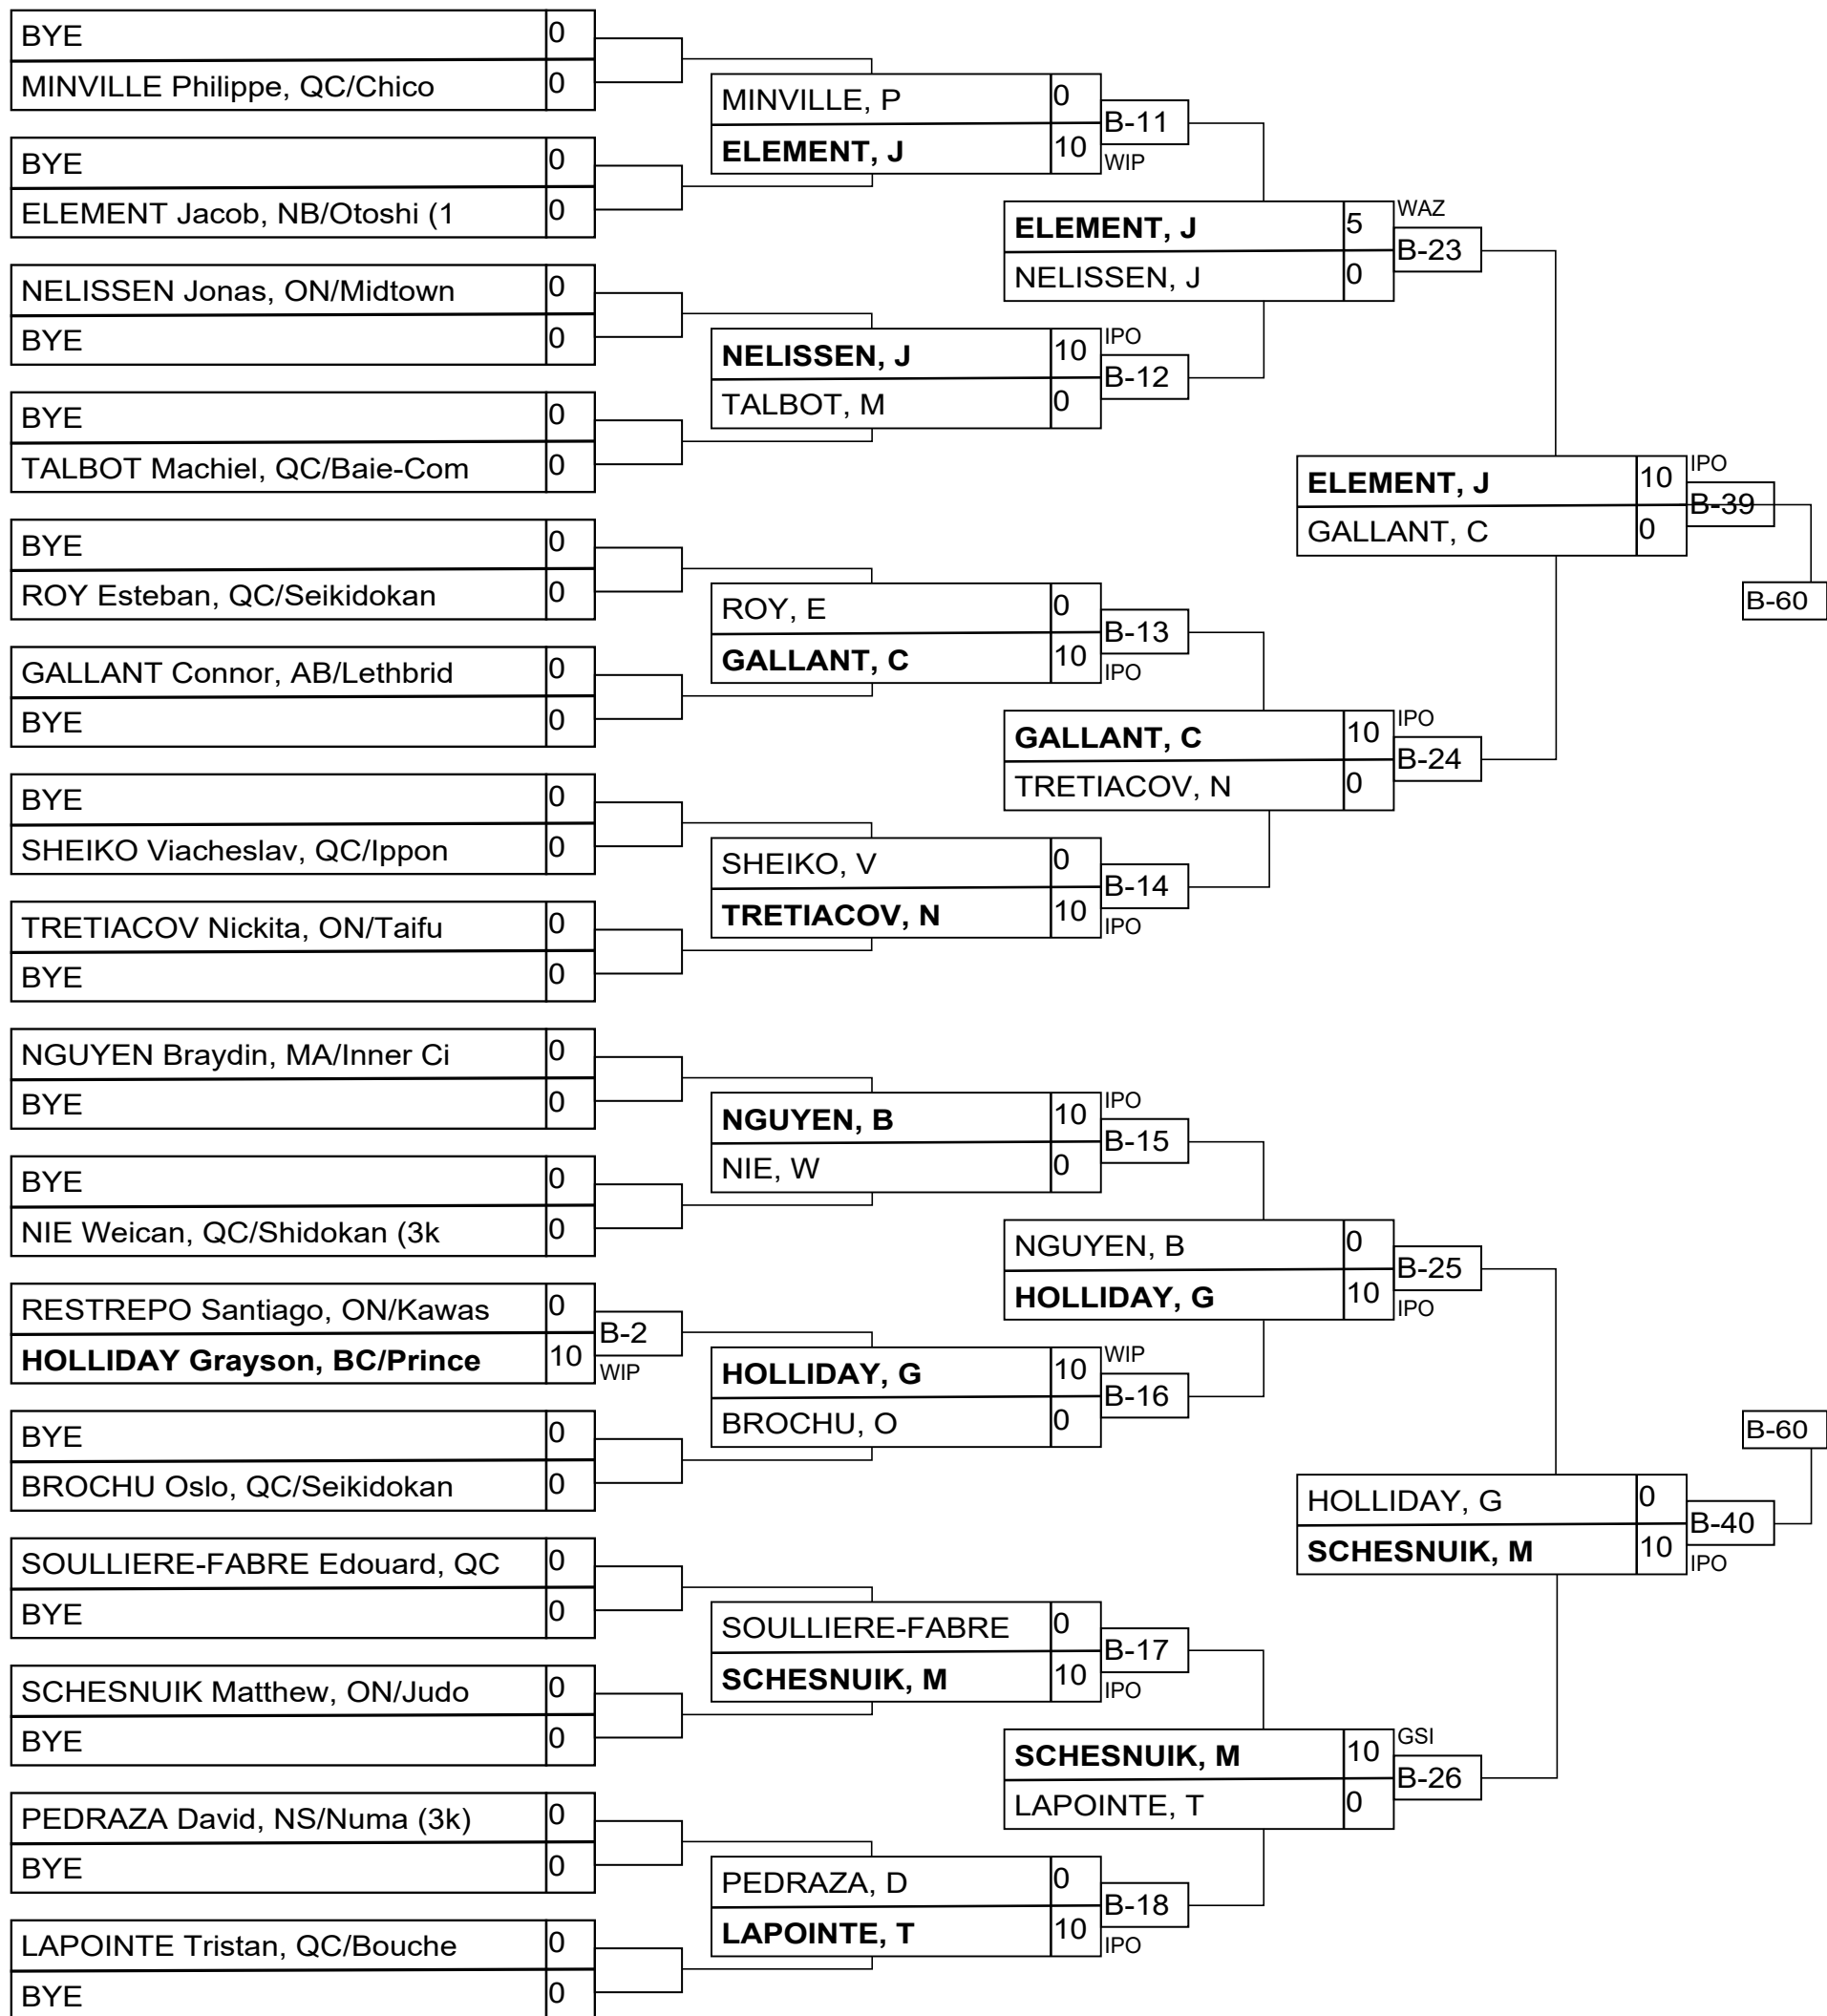 BYE 0
MINVILLE Philippe, QC/Chico 0
BYE 0
ELEMENT Jacob, NB/Otoshi (1 0
NELISSEN Jonas, ON/Midtown 0
BYE 0
BYE 0
TALBOT Machiel, QC/Baie-Com 0
BYE 0
ROY Esteban, QC/Seikidokan 0
GALLANT Connor, AB/Lethbrid 0
BYE 0
BYE 0
SHEIKO Viacheslav, QC/Ippon 0
TRETIACOV Nickita, ON/Taifu 0
BYE 0
NGUYEN Braydin, MA/Inner Ci 0
BYE 0
BYE 0
NIE Weican, QC/Shidokan (3k 0
RESTREPO Santiago, ON/Kawas 0
B-2
HOLLIDAY Grayson, BC/Prince 10
WIP
BYE 0
BROCHU Oslo, QC/Seikidokan 0
SOULLIERE-FABRE Edouard, QC 0
BYE 0
SCHESNUIK Matthew, ON/Judo 0
BYE 0
PEDRAZA David, NS/Numa (3k) 0
BYE 0
LAPOINTE Tristan, QC/Bouche 0
BYE 0
MINVILLE, P 0
B-11
ELEMENT, J 10
WIP
IPO
NELISSEN, J 10
B-12
TALBOT, M 0
ROY, E 0
B-13
GALLANT, C 10
IPO
SHEIKO, V 0
B-14
TRETIACOV, N 10
IPO
IPO
NGUYEN, B 10
B-15
NIE, W 0
WIP
HOLLIDAY, G 10
B-16
BROCHU, O 0
SOULLIERE-FABRE 0
B-17
SCHESNUIK, M 10
IPO
PEDRAZA, D 0
B-18
LAPOINTE, T 10
IPO
WAZ
ELEMENT, J 5
B-23
NELISSEN, J 0
IPO
GALLANT, C 10
B-24
TRETIACOV, N 0
NGUYEN, B 0
B-25
HOLLIDAY, G 10
IPO
GSI
SCHESNUIK, M 10
B-26
LAPOINTE, T 0
IPO
ELEMENT, J 10
B-39
GALLANT, C 0
B-60
B-60
HOLLIDAY, G 0
B-40
SCHESNUIK, M 10
IPO